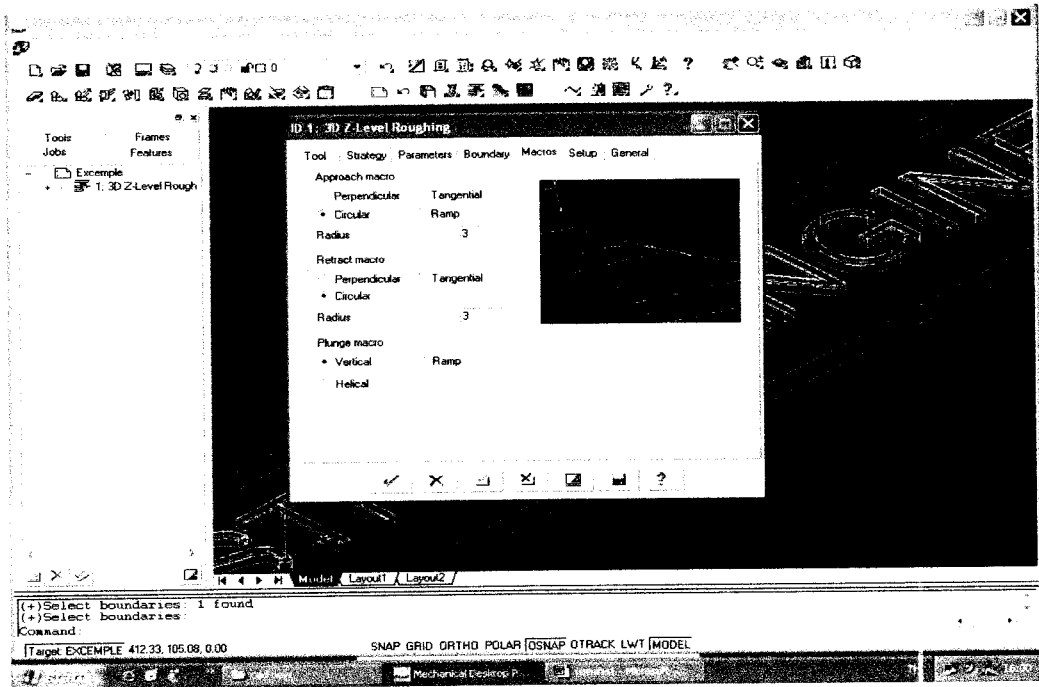 ID 1: 3D Z-Level Roughing
Tools Frames
Jobs Features
Excemple
1: 3D Z-Level Rough
Tool Strategy Parameters Boundary Macros Setup General
Approach macro
Perpendicular Tangential
Circular Ramp
Radius 3
Retract macro
Perpendicular Tangential
Circular
Radius 3
Plunge macro
Vertical Ramp
Helical
Model Layout1 Layout2
(+)Select boundaries: 1 found
(+)Select boundaries:
Command:
Target: EXCEMPLE 412.33, 105.08, 0.00 SNAP GRID ORTHO POLAR OSNAP OTRACK LWT MODEL
Mechanical Desktop P...
16:00